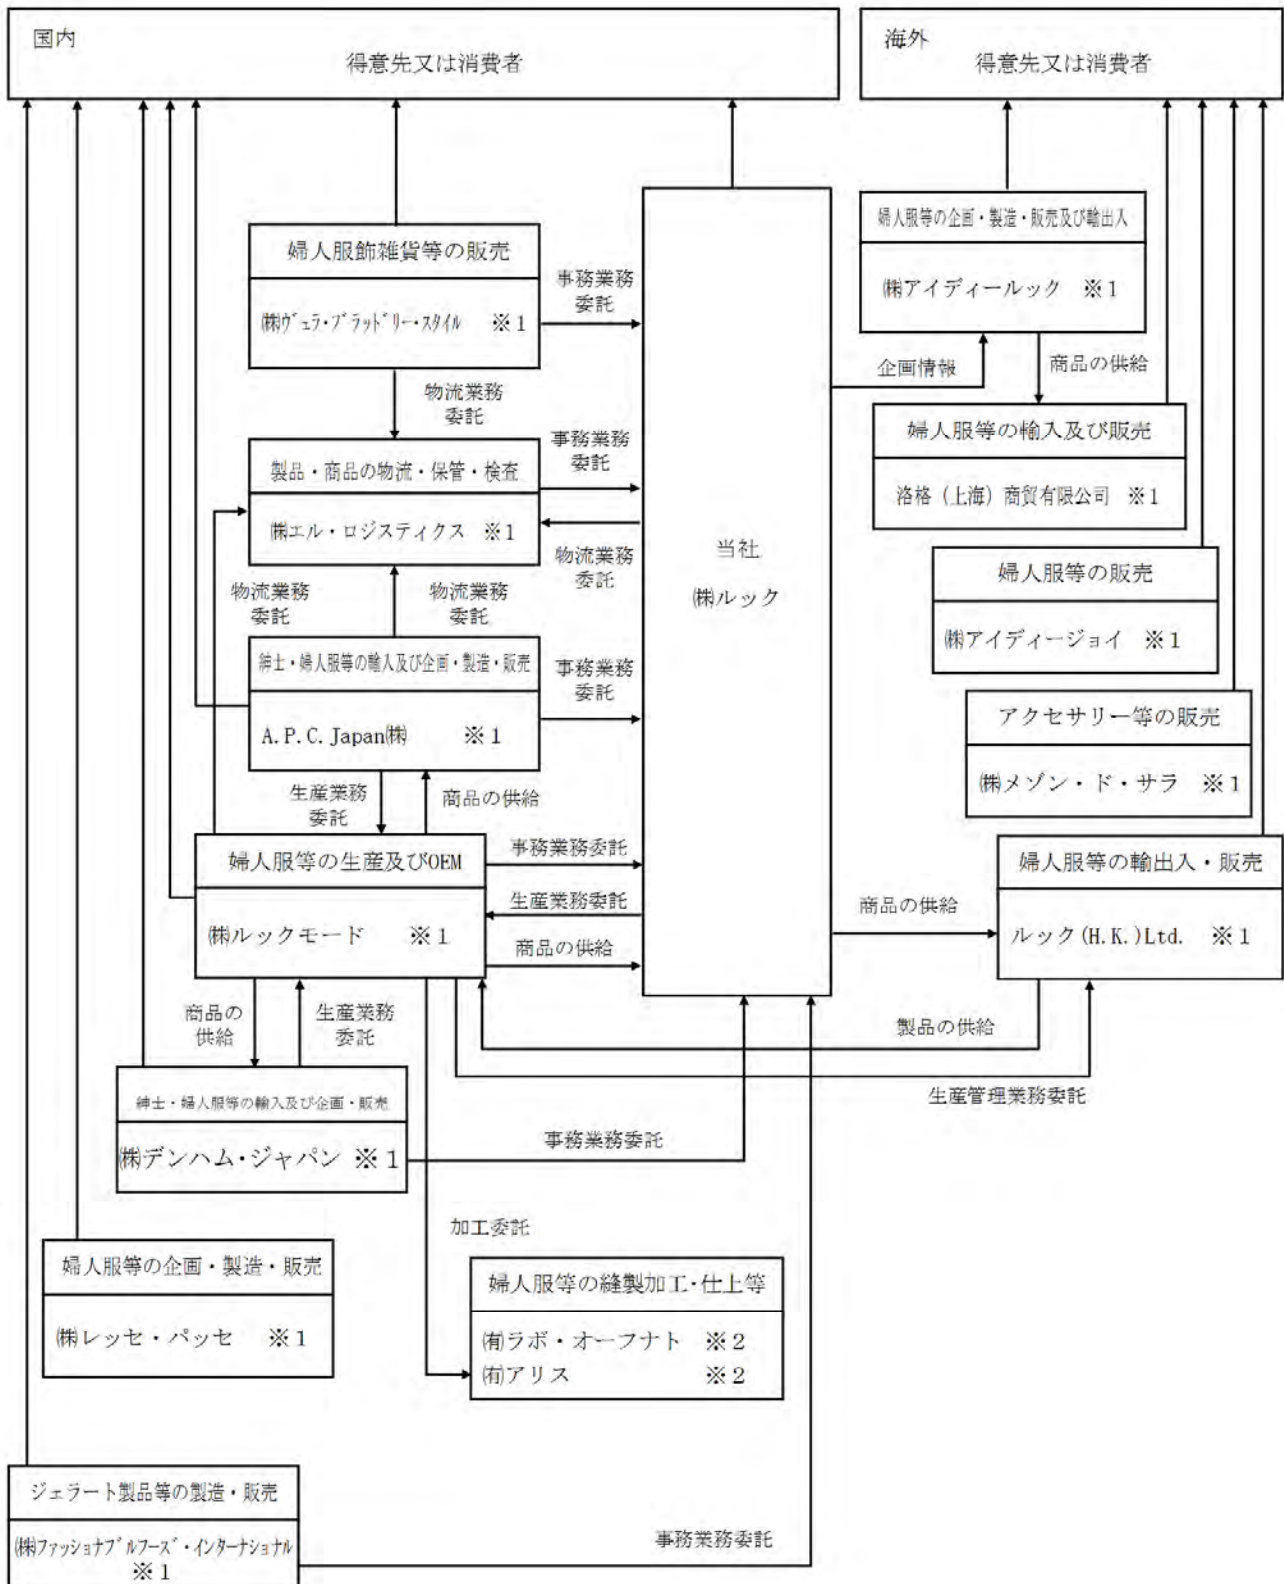 国内
得意先又は消費者
海外
得意先又は消費者
婦人服飾雑貨等の販売
㈱ヴェラ・ブラッドリー・スタイル ※1
事務業務
委託
物流業務
委託
製品・商品の物流・保管・検査
㈱エル・ロジスティクス ※1
事務業務
委託
物流業務
委託
物流業務
委託
物流業務
委託
紳士・婦人服等の輸入及び企画・製造・販売
A.P.C.Japan㈱ ※1
事務業務
委託
生産業務
委託
商品の供給
婦人服等の生産及びOEM
㈱ルックモード ※1
事務業務委託
生産業務委託
商品の供給
当社
㈱ルック
婦人服等の企画・製造・販売及び輸出入
㈱アイディールック ※1
企画情報
商品の供給
婦人服等の輸入及び販売
洛格（上海）商貿有限公司 ※1
婦人服等の販売
㈱アイディージョイ ※1
アクセサリー等の販売
㈱メゾン・ド・サラ ※1
婦人服等の輸出入・販売
ルック(H.K.)Ltd. ※1
商品の供給
製品の供給
生産管理業務委託
商品の
供給
生産業務
委託
紳士・婦人服等の輸入及び企画・販売
㈱デンハム・ジャパン ※1
事務業務委託
加工委託
婦人服等の企画・製造・販売
㈱レッセ・パッセ ※1
婦人服等の縫製加工・仕上等
㈲ラボ・オーフナト ※2
㈲アリス ※2
ジェラート製品等の製造・販売
㈱ファッショナブルフーズ・インターナショナル
※1
事務業務委託